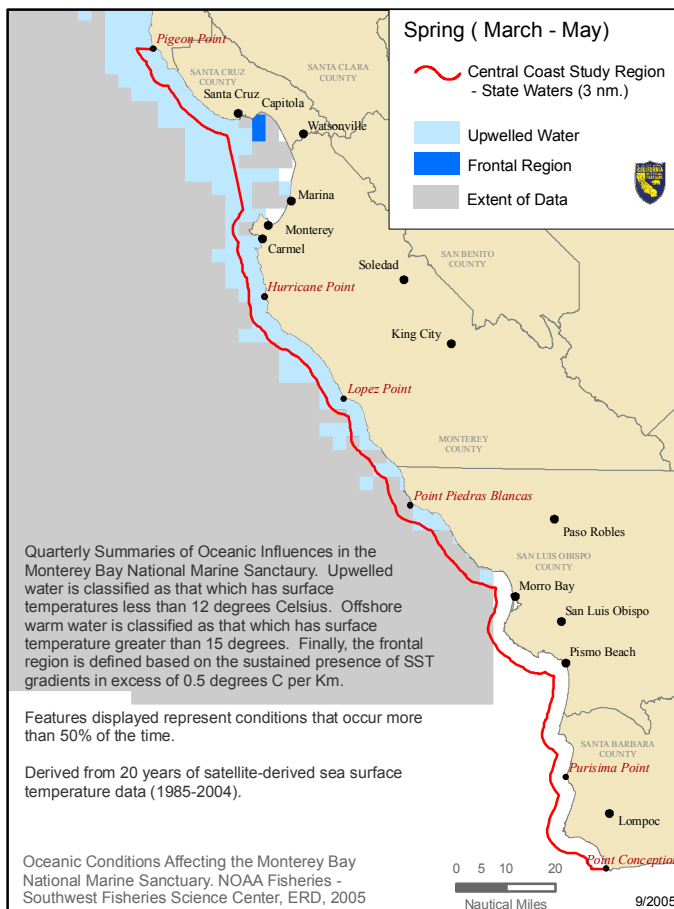 Spring ( March - May)
Central Coast Study Region
- State Waters (3 nm.)
Upwelled Water
Frontal Region
Extent of Data
CALIFORNIA
Pigeon Point
SANTA CLARA
COUNTY
SANTA CRUZ
COUNTY
Santa Cruz
Capitola
Watsonville
Marina
Monterey
Carmel
SAN BENITO
COUNTY
Soledad
Hurricane Point
King City
Lopez Point
MONTEREY
COUNTY
Point Piedras Blancas
Paso Robles
SAN LUIS OBISPO
COUNTY
Morro Bay
San Luis Obispo
Pismo Beach
SANTA BARBARA
COUNTY
Purisima Point
Lompoc
Point Conception
Quarterly Summaries of Oceanic Influences in the
Monterey Bay National Marine Sanctaury.  Upwelled
water is classified as that which has surface
temperatures less than 12 degrees Celsius.  Offshore
warm water is classified as that which has surface
temperature greater than 15 degrees.  Finally, the frontal
region is defined based on the sustained presence of SST
gradients in excess of 0.5 degrees C per Km.
Features displayed represent conditions that occur more
than 50% of the time.
Derived from 20 years of satellite-derived sea surface
temperature data (1985-2004).
Oceanic Conditions Affecting the Monterey Bay
National Marine Sanctuary. NOAA Fisheries -
Southwest Fisheries Science Center, ERD, 2005
0 5 10 20
Nautical Miles
9/2005